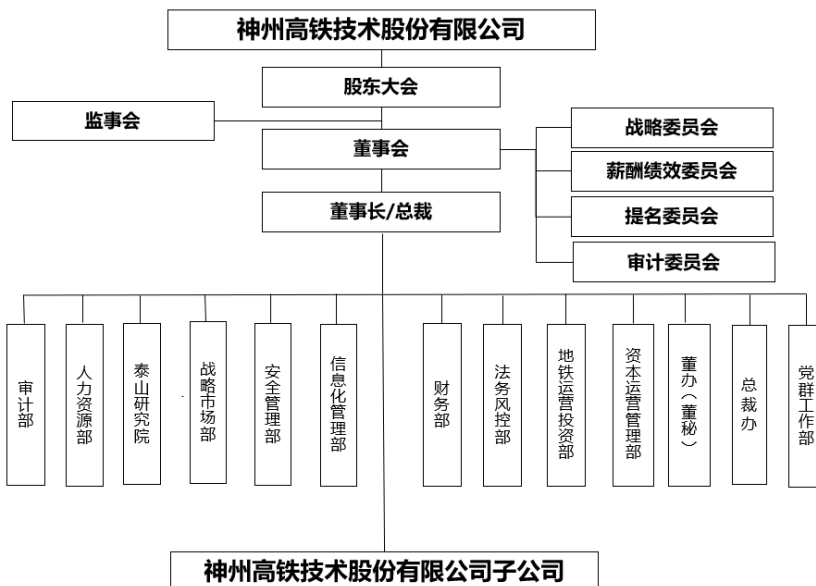 神州高铁技术股份有限公司
股东大会
监事会
董事会
战略委员会
薪酬绩效委员会
提名委员会
审计委员会
董事长/总裁
审计部
人力资源部
泰山研究院
战略市场部
安全管理部
信息化管理部
财务部
法务风控部
地铁运营投资部
资本运营管理部
董办（董秘）
总裁办
党群工作部
神州高铁技术股份有限公司子公司